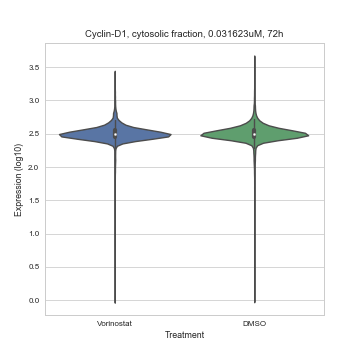 Cyclin-D1, cytosolic fraction, 0.031623uM, 72h
3.5
3.0
2.5
2.0
1.5
1.0
0.5
0.0
Expression (log10)
Vorinostat
DMSO
Treatment